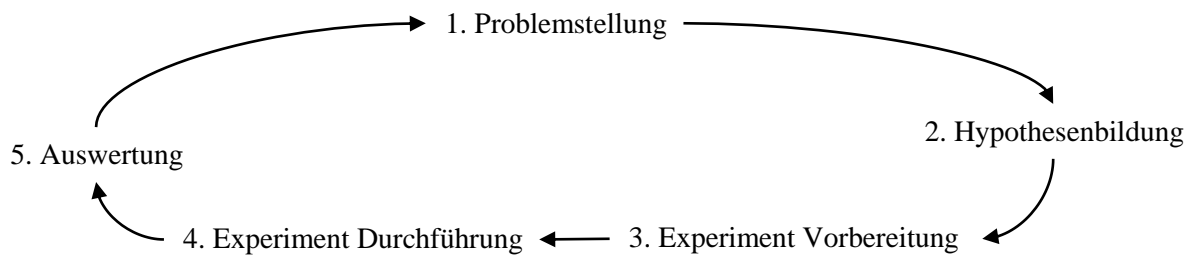 1. Problemstellung
2. Hypothesenbildung
3. Experiment Vorbereitung
4. Experiment Durchführung
5. Auswertung